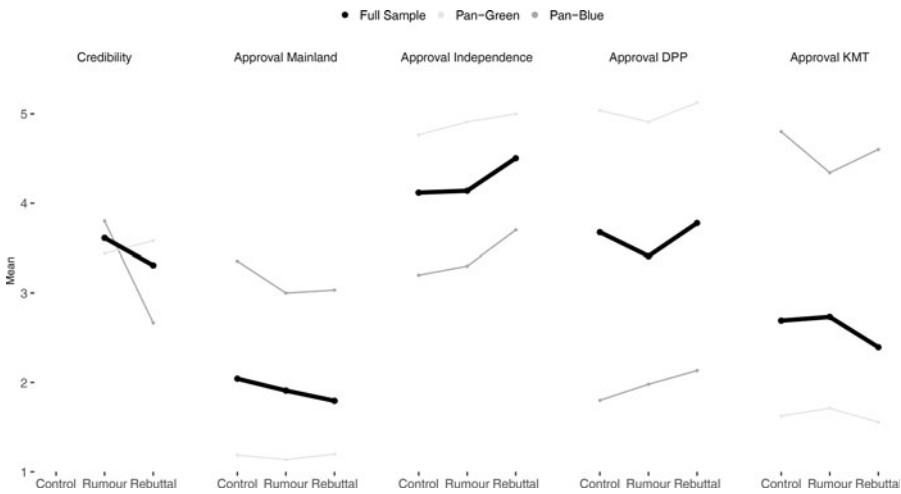 Full Sample Pan-Green Pan-Blue
Credibility Approval Mainland Approval Independence Approval DPP Approval KMT
5
4
3
2
1
Mean
Control Rumour Rebuttal Control Rumour Rebuttal Control Rumour Rebuttal Control Rumour Rebuttal Control Rumour Rebuttal